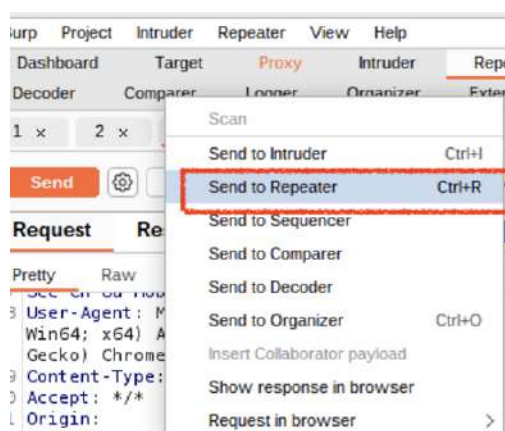 urp Project Intruder Repeater View Help
Dashboard Target Proxy Intruder Rep
Decoder Comparer Logger Organizer Exter
1 × 2 ×
Scan
Send to Intruder Ctrl+I
Send
Send to Repeater Ctrl+R
Request Re
Send to Sequencer
Send to Comparer
Pretty Raw
Send to Decoder
User-Agent: M
Send to Organizer Ctrl+O
Win64; x64) A
Gecko) Chrome
Insert Collaborator payload
Content-Type:
Show response in browser
Accept: */*
Origin:
Request in browser >